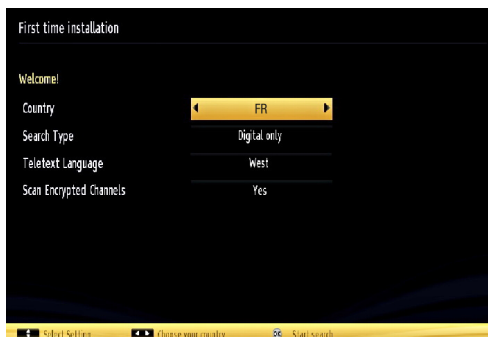 First time installation
Welcome!
Country FR
Search Type Digital only
Teletext Language West
Scan Encrypted Channels Yes
Select Setting Choose your country OK Start search